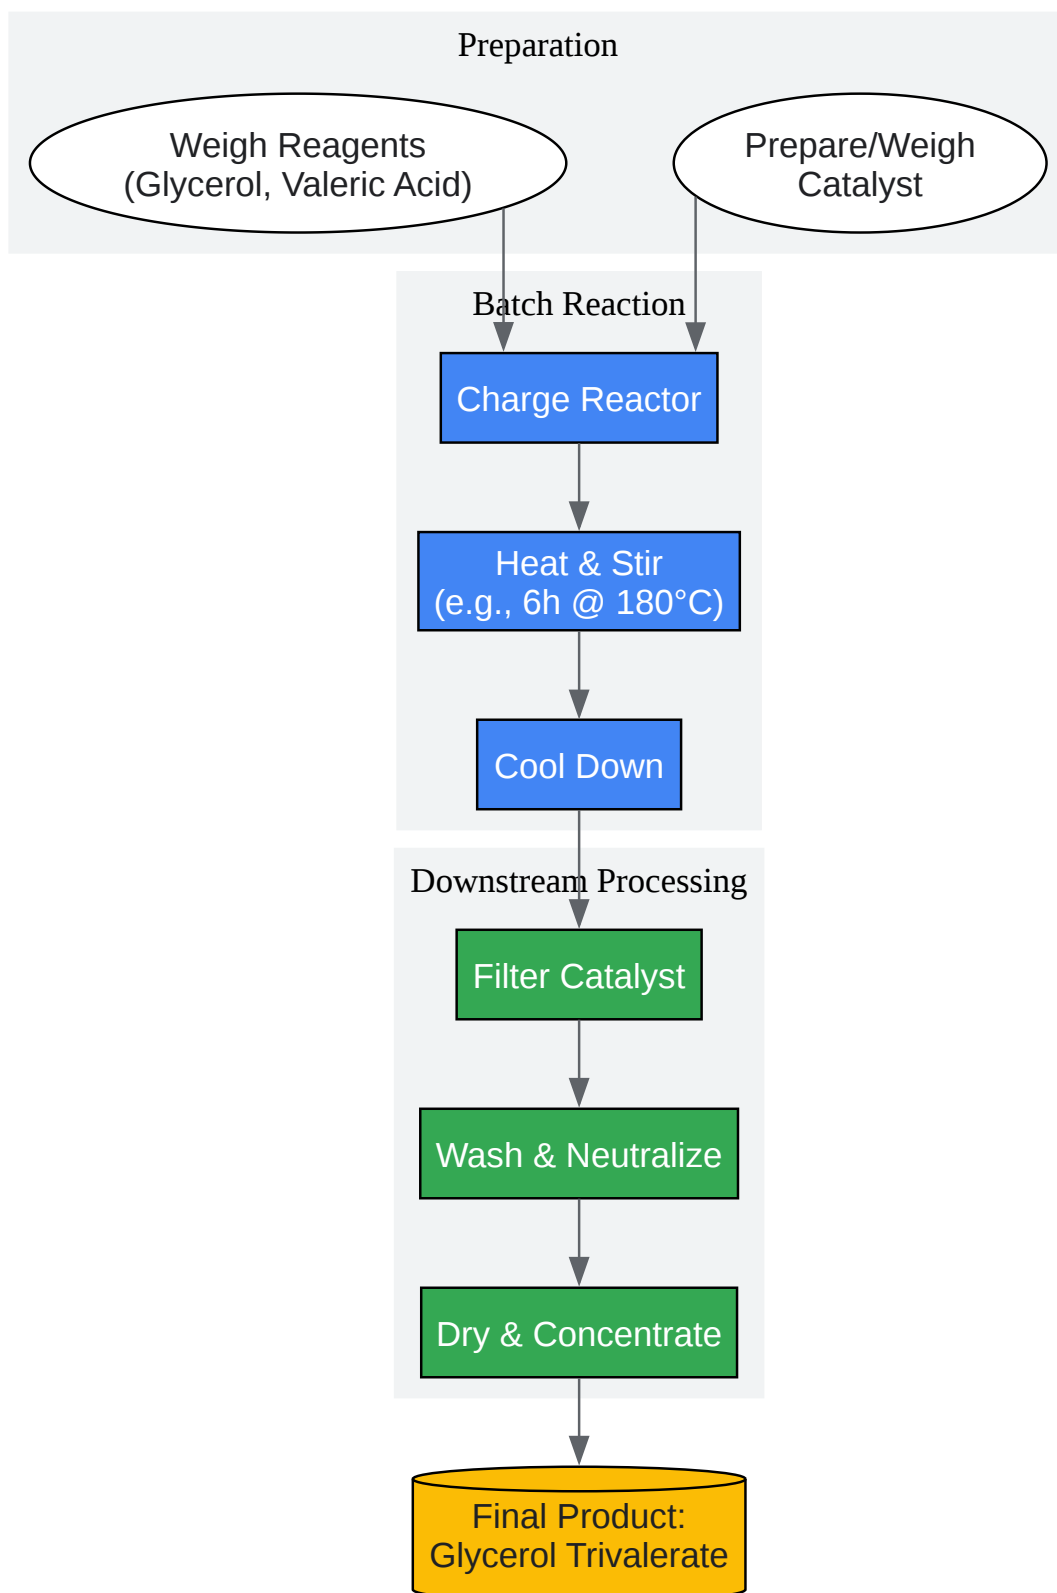 Preparation
Weigh Reagents
(Glycerol, Valeric Acid)
Prepare/Weigh
Catalyst
Batch Reaction
Charge Reactor
Heat & Stir
(e.g., 6h @ 180°C)
Cool Down
Downstream Processing
Filter Catalyst
Wash & Neutralize
Dry & Concentrate
Final Product:
Glycerol Trivalerate